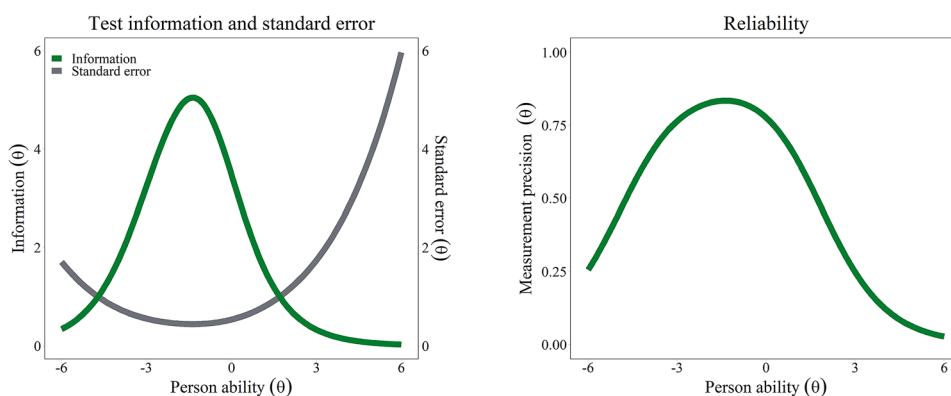 Test information and standard error
Information
Standard error
6
4
2
0
6
4
2
0
Information (θ)
Standard error (θ)
-6 -3 0 3 6
Person ability (θ)
Reliability
1.00
0.75
0.50
0.25
0.00
Measurement precision (θ)
-6 -3 0 3 6
Person ability (θ)